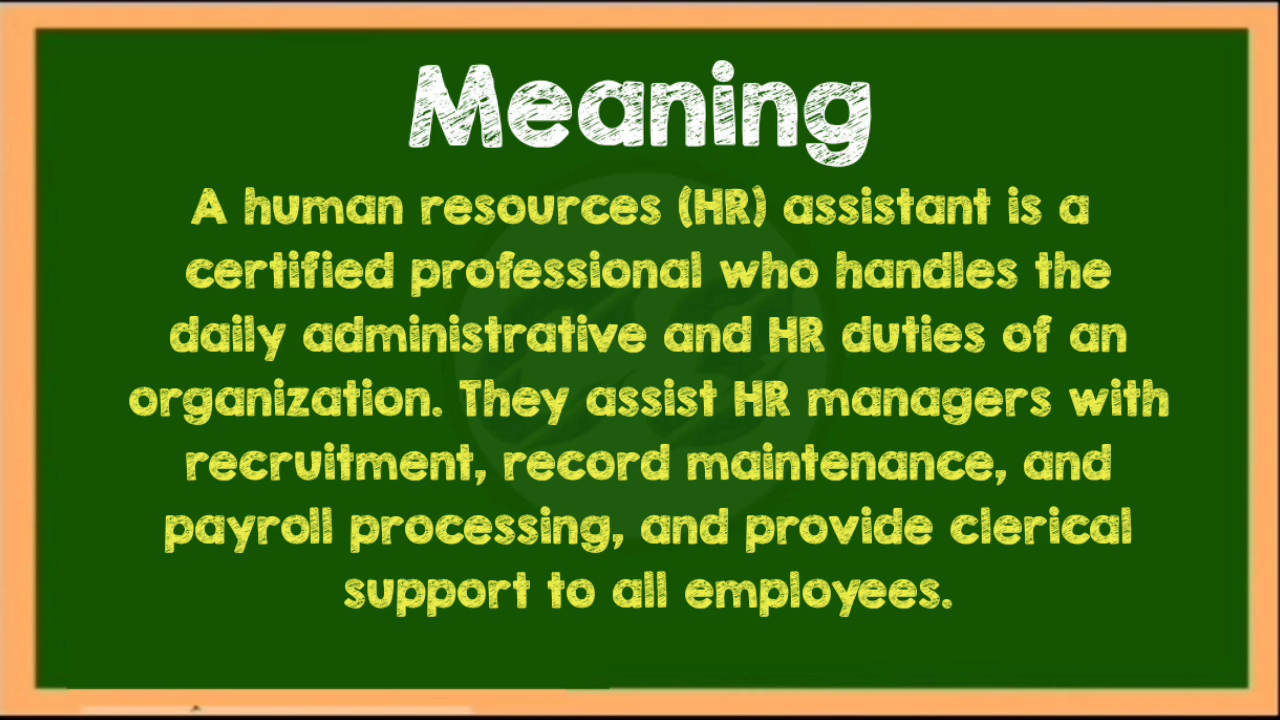 Meaning
A human resources (HR) assistant is a
certified professional who handles the
daily administrative and HR duties of an
organization. They assist HR managers with
recruitment, record maintenance, and
payroll processing, and provide clerical
support to all employees.